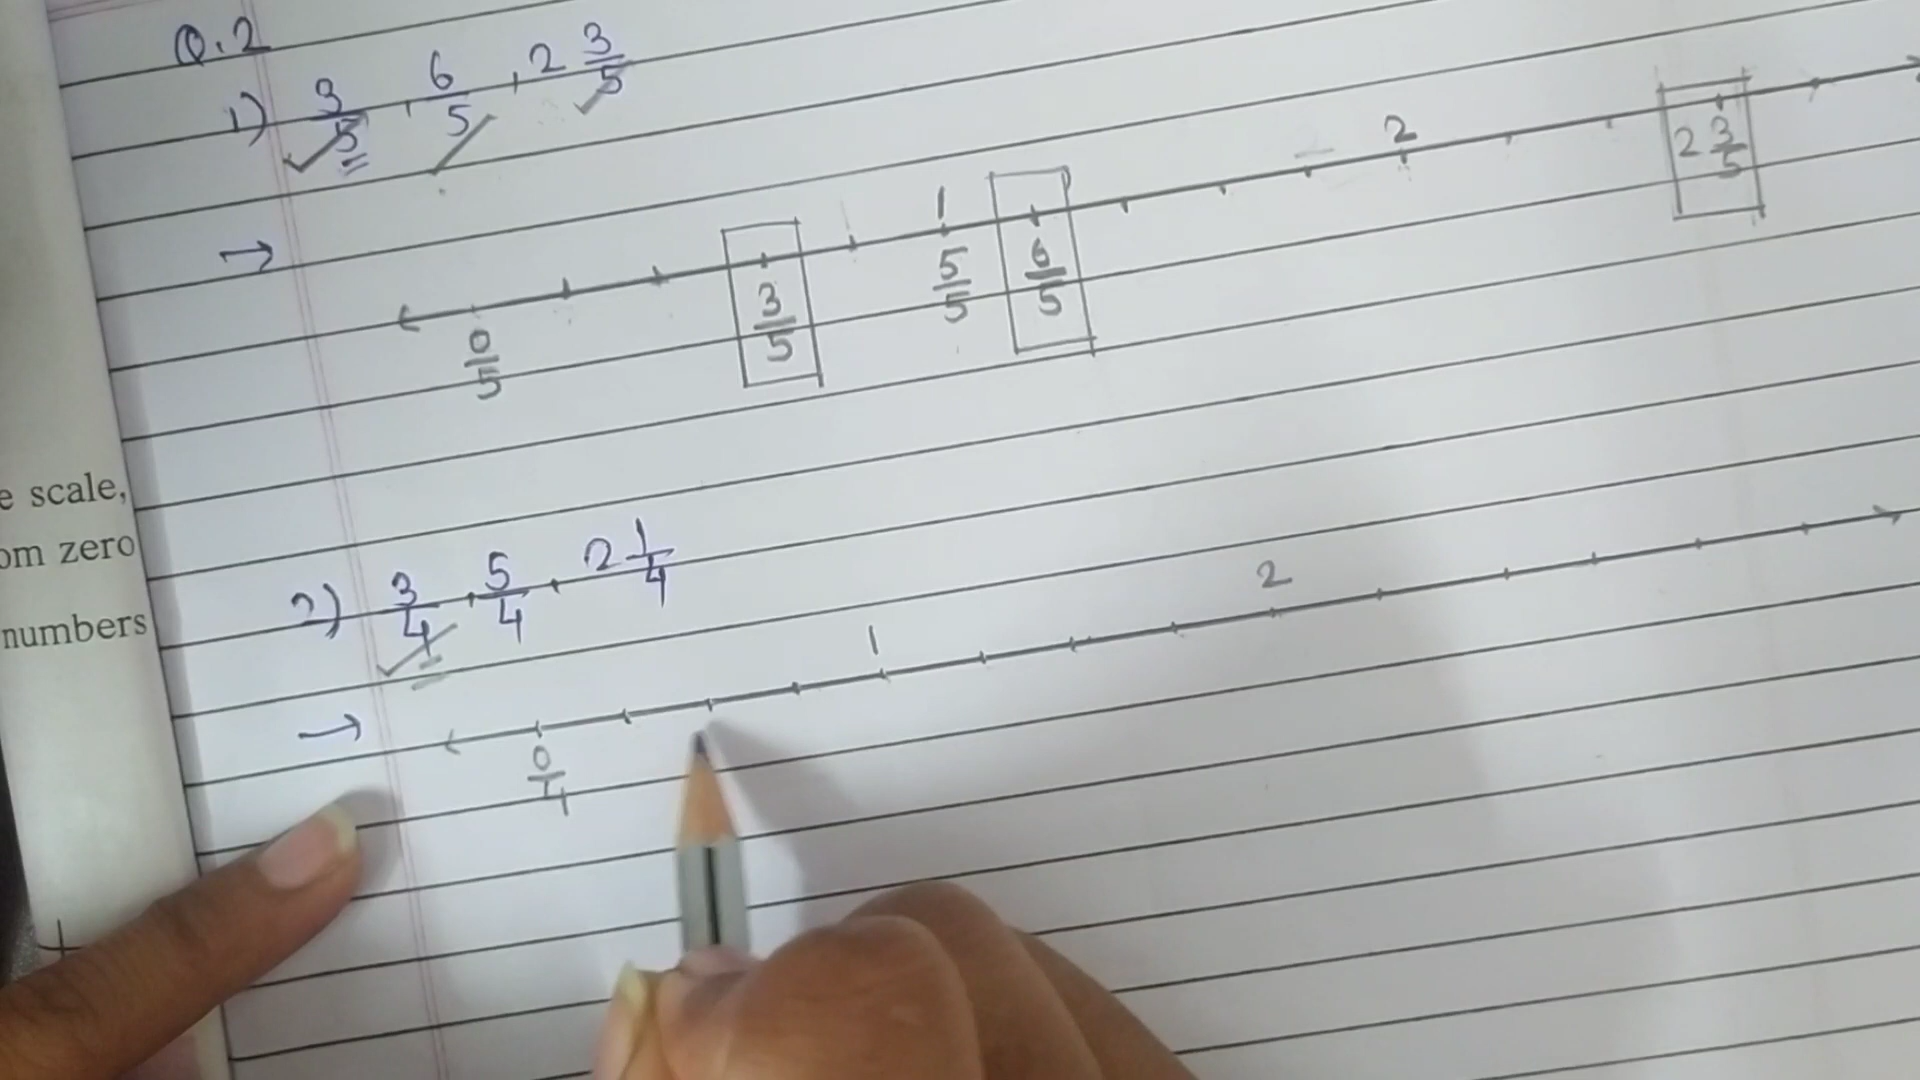 Q.2
1) 3/5, 6/5, 2 3/5
→
1 2
0/5 3/5 5/5 6/5 2 3/5
e scale,
om zero
numbers
2) 3/4, 5/4, 2 1/4
→
1 2
0/4